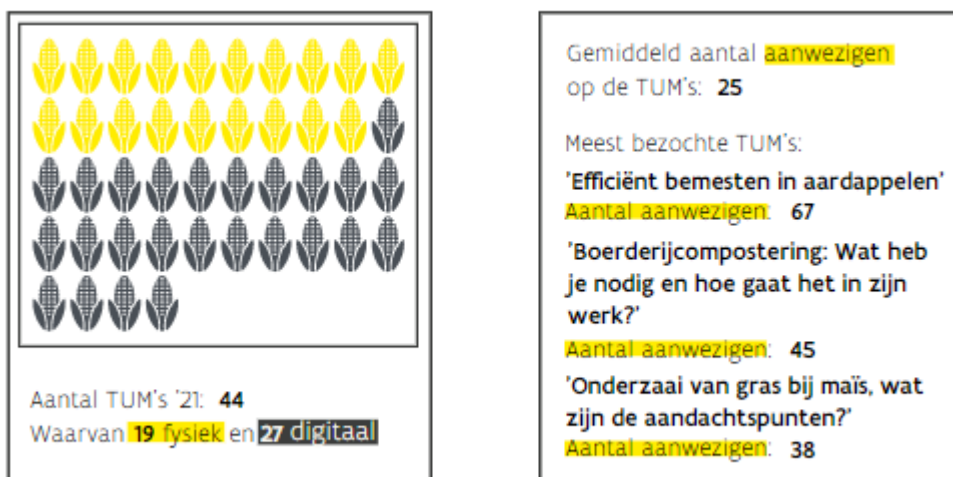 Aantal TUM's '21: 44
Waarvan 19 fysiek en 27 digitaal
Gemiddeld aantal aanwezigen
op de TUM's: 25
Meest bezochte TUM's:
'Efficiënt bemesten in aardappelen'
Aantal aanwezigen: 67
'Boerderijcompostering: Wat heb
je nodig en hoe gaat het in zijn
werk?'
Aantal aanwezigen: 45
'Onderzaai van gras bij maïs, wat
zijn de aandachtspunten?'
Aantal aanwezigen: 38